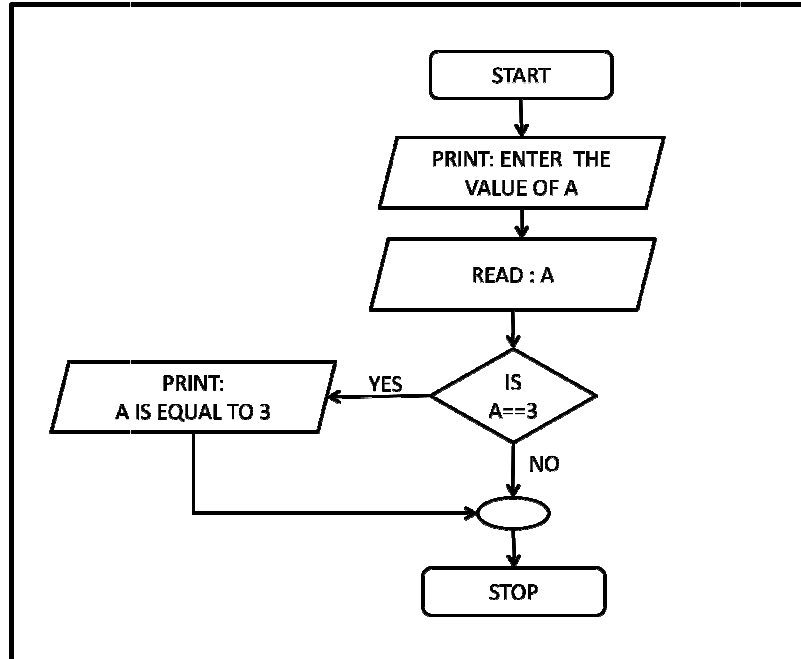 START
PRINT: ENTER THE
VALUE OF A
READ : A
IS
A==3
YES
PRINT:
A IS EQUAL TO 3
NO
STOP